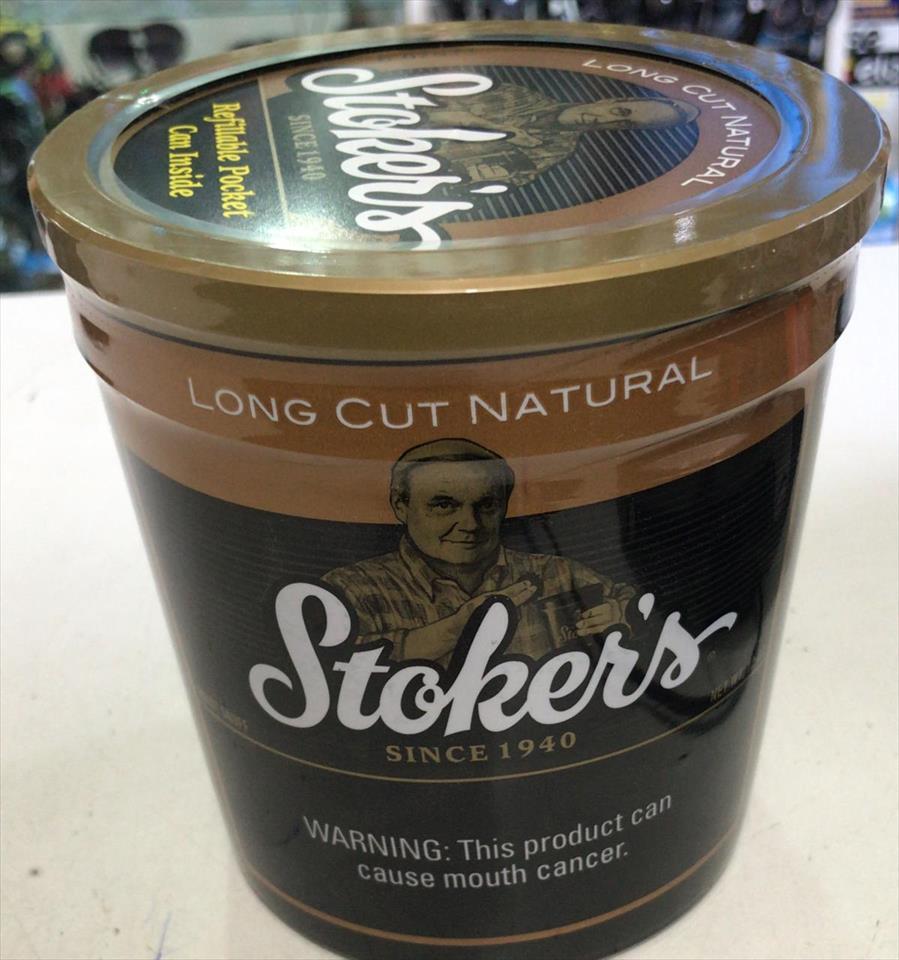 LONG CUT NATURAL
Stoker's
SINCE 1940
Refillable Pocket
Can Inside
LONG CUT NATURAL
Stoker's
SINCE 1940
WARNING: This product can
cause mouth cancer.